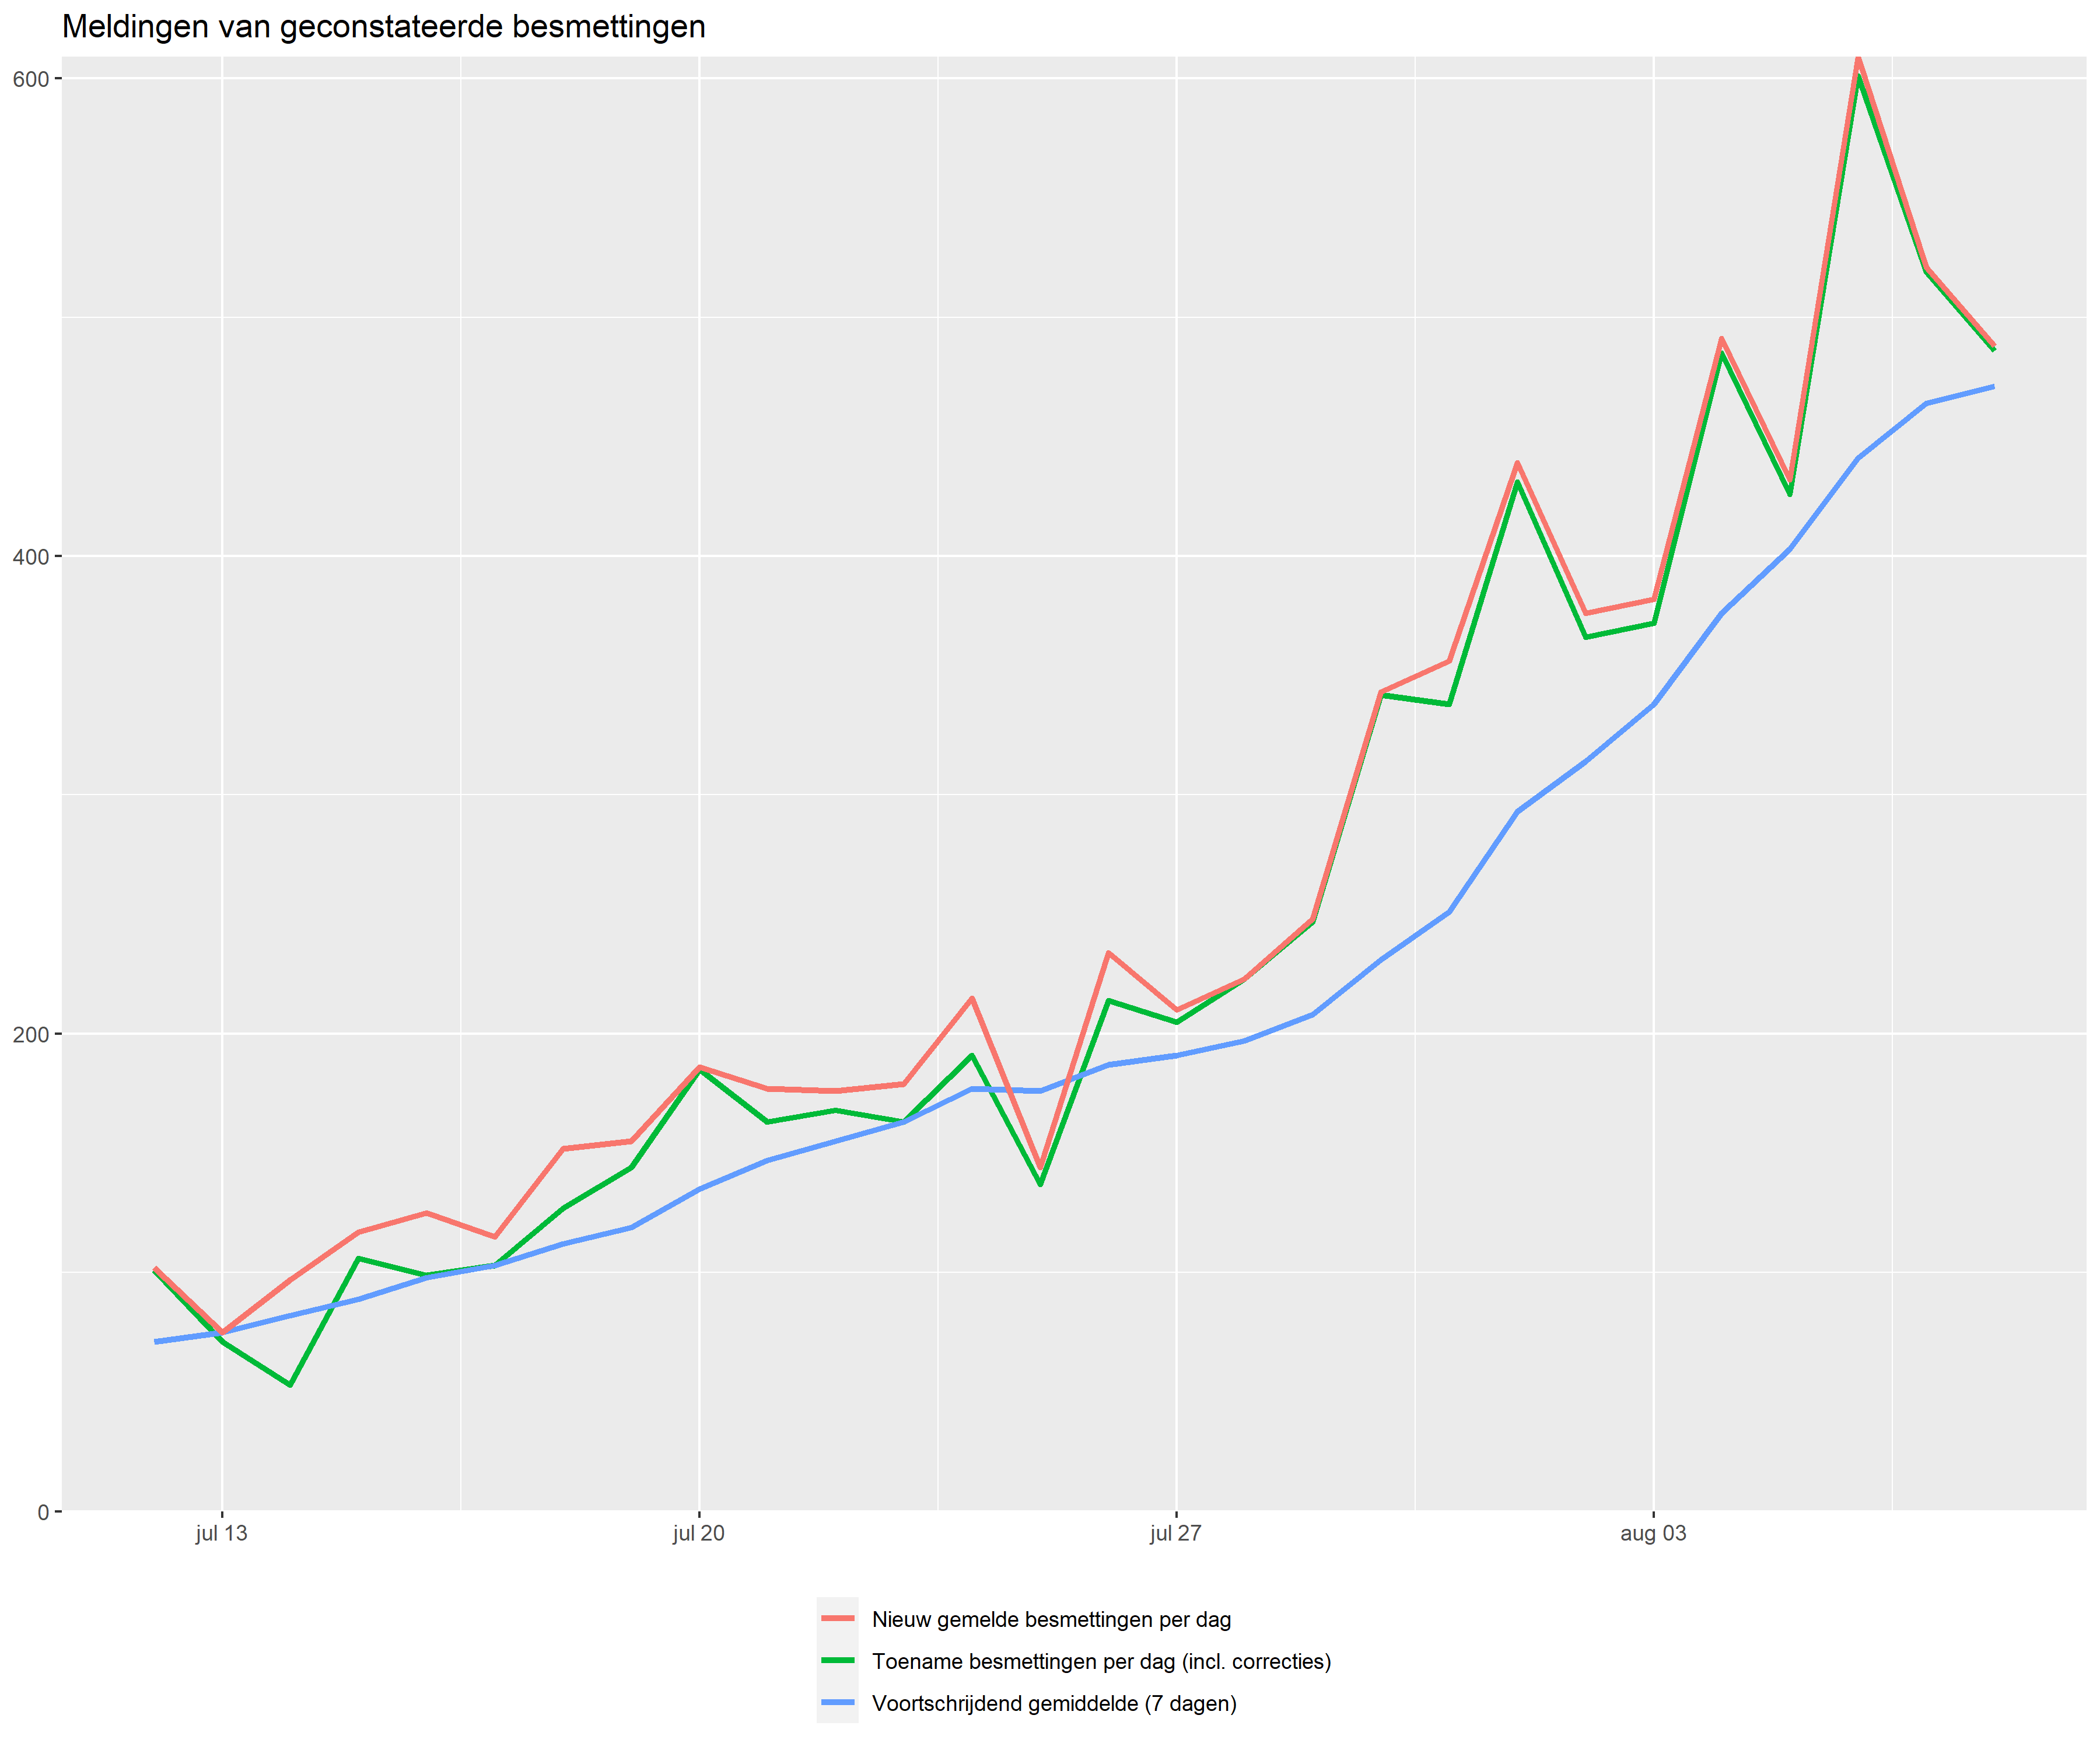 Meldingen van geconstateerde besmettingen
600
400
200
0
jul 13 jul 20 jul 27 aug 03
Nieuw gemelde besmettingen per dag
Toename besmettingen per dag (incl. correcties)
Voortschrijdend gemiddelde (7 dagen)